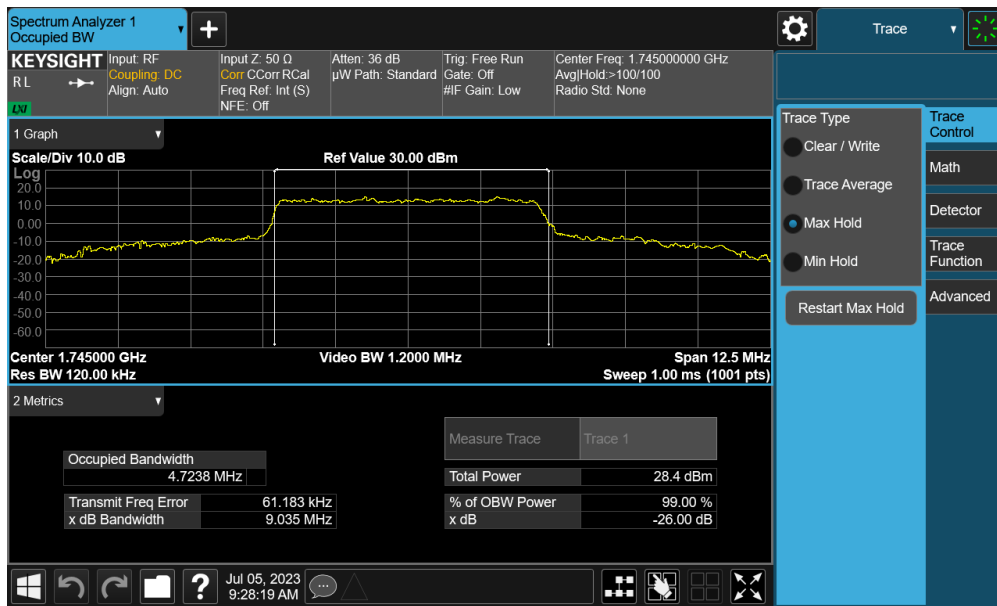 Spectrum Analyzer 1
Occupied BW
+
Trace
KEYSIGHT
R L
LXI
Input: RF
Coupling: DC
Align: Auto
Input Z: 50 Ω
Corr CCorr RCal
Freq Ref: Int (S)
NFE: Off
Atten: 36 dB
µW Path: Standard
Trig: Free Run
Gate: Off
#IF Gain: Low
Center Freq: 1.745000000 GHz
Avg|Hold:>100/100
Radio Std: None
1 Graph
Scale/Div 10.0 dB
Ref Value 30.00 dBm
Log
20.0
10.0
0.00
-10.0
-20.0
-30.0
-40.0
-50.0
-60.0
Center 1.745000 GHz
Video BW 1.2000 MHz
Span 12.5 MHz
Res BW 120.00 kHz
Sweep 1.00 ms (1001 pts)
2 Metrics
Measure Trace Trace 1
Occupied Bandwidth
4.7238 MHz
Total Power 28.4 dBm
Transmit Freq Error 61.183 kHz
% of OBW Power 99.00 %
x dB Bandwidth 9.035 MHz
x dB -26.00 dB
Trace Type
Clear / Write
Trace Average
Max Hold
Min Hold
Restart Max Hold
Trace
Control
Math
Detector
Trace
Function
Advanced
?
Jul 05, 2023
9:28:19 AM